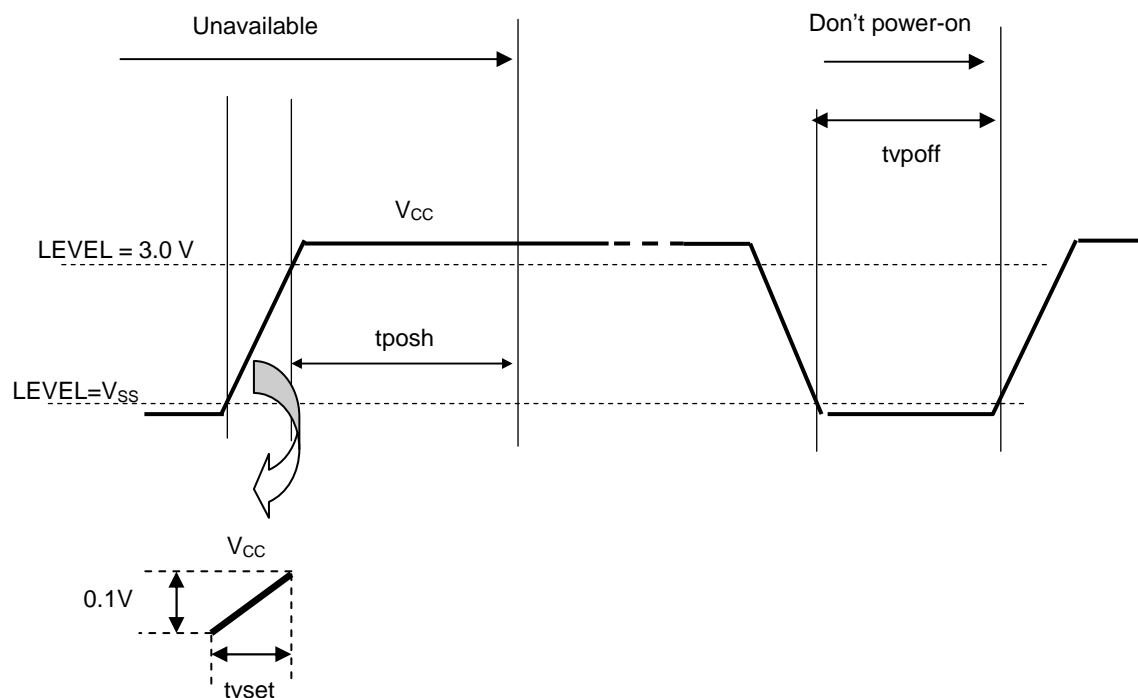 Unavailable
Don't power-on
tvpoff
VCC
LEVEL = 3.0 V
tposh
LEVEL=VSS
VCC
0.1V
tvset